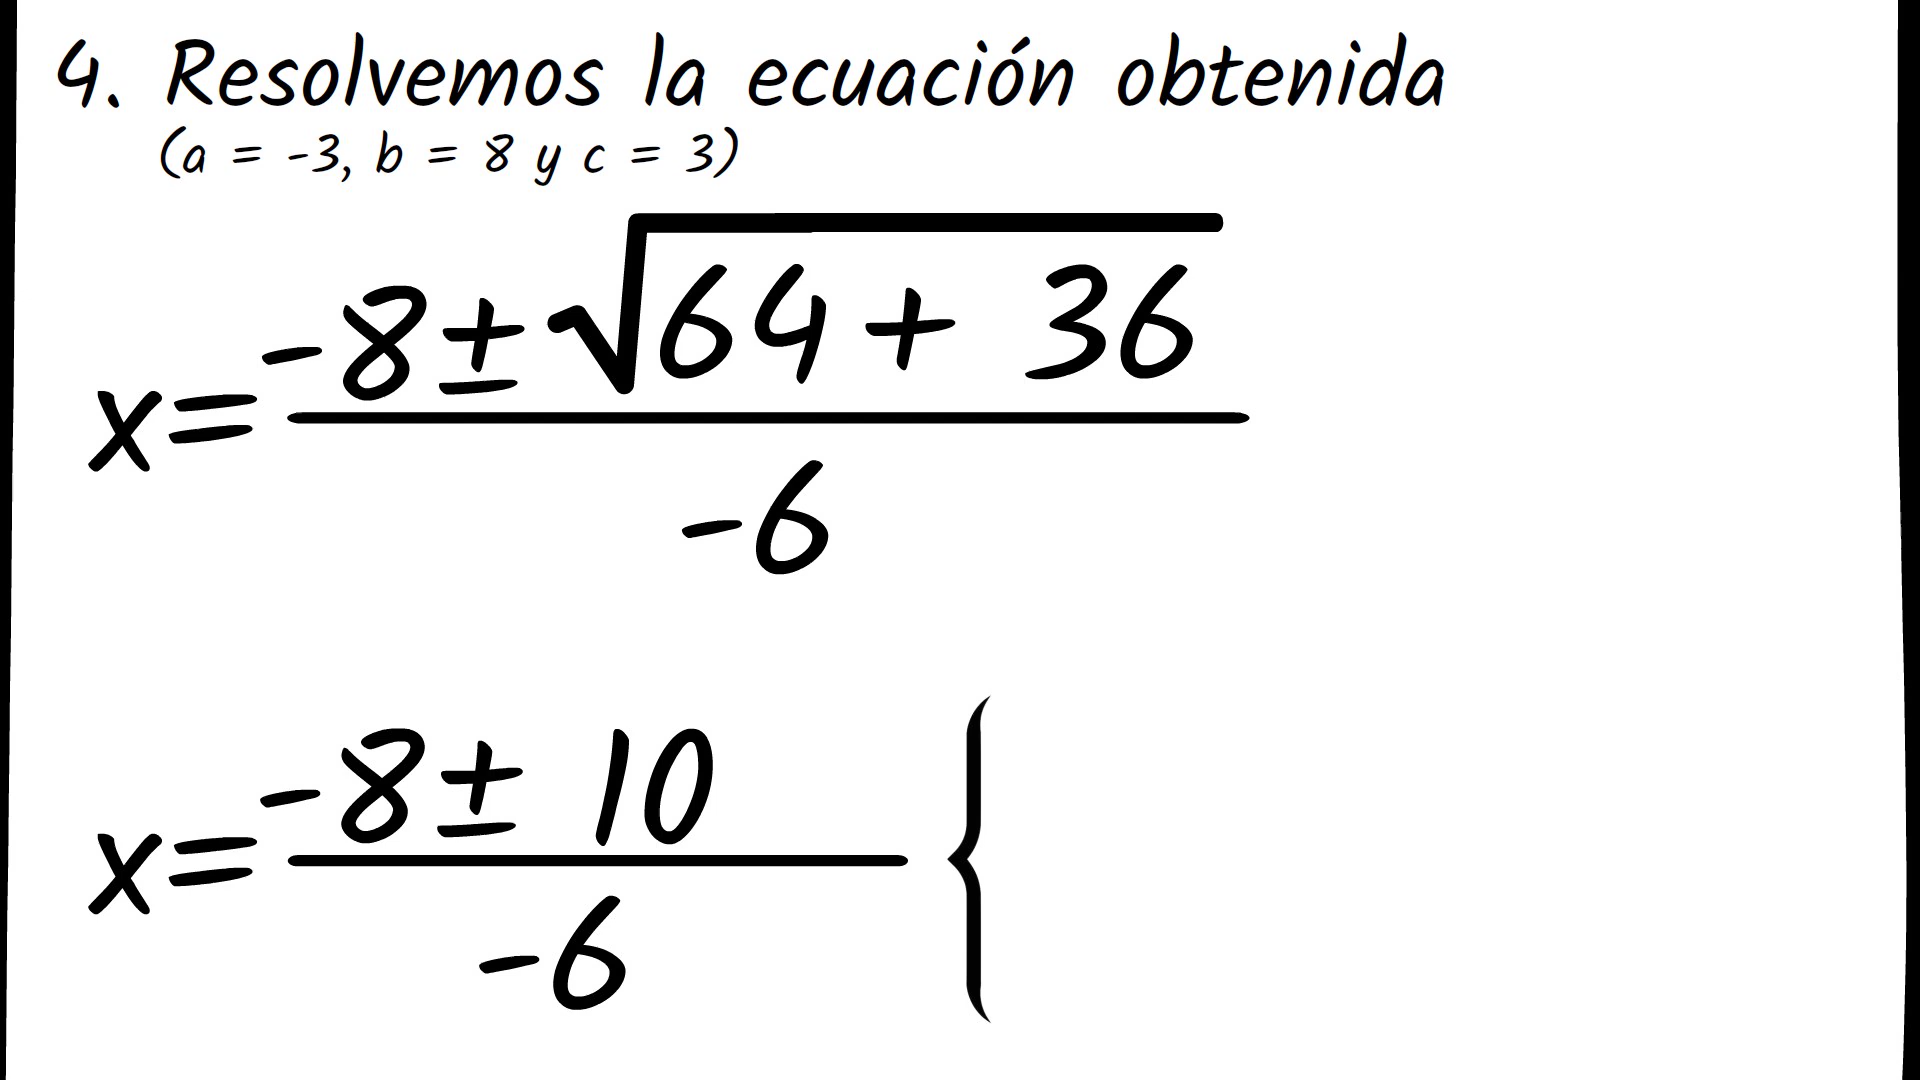 4. Resolvemos la ecuación obtenida
(a = -3, b = 8 y c = 3)
-8± √64 + 36
x=
-6
-8± 10
x= {
-6